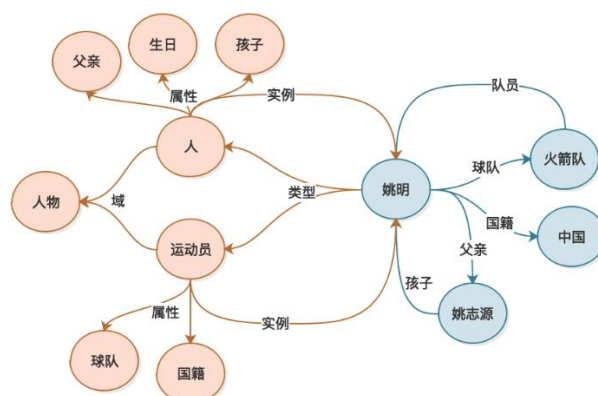 生日
父亲
孩子
队员
属性
实例
人
火箭队
球队
姚明
类型
人物
域
国籍
中国
运动员
父亲
孩子
属性
姚志源
实例
球队
国籍